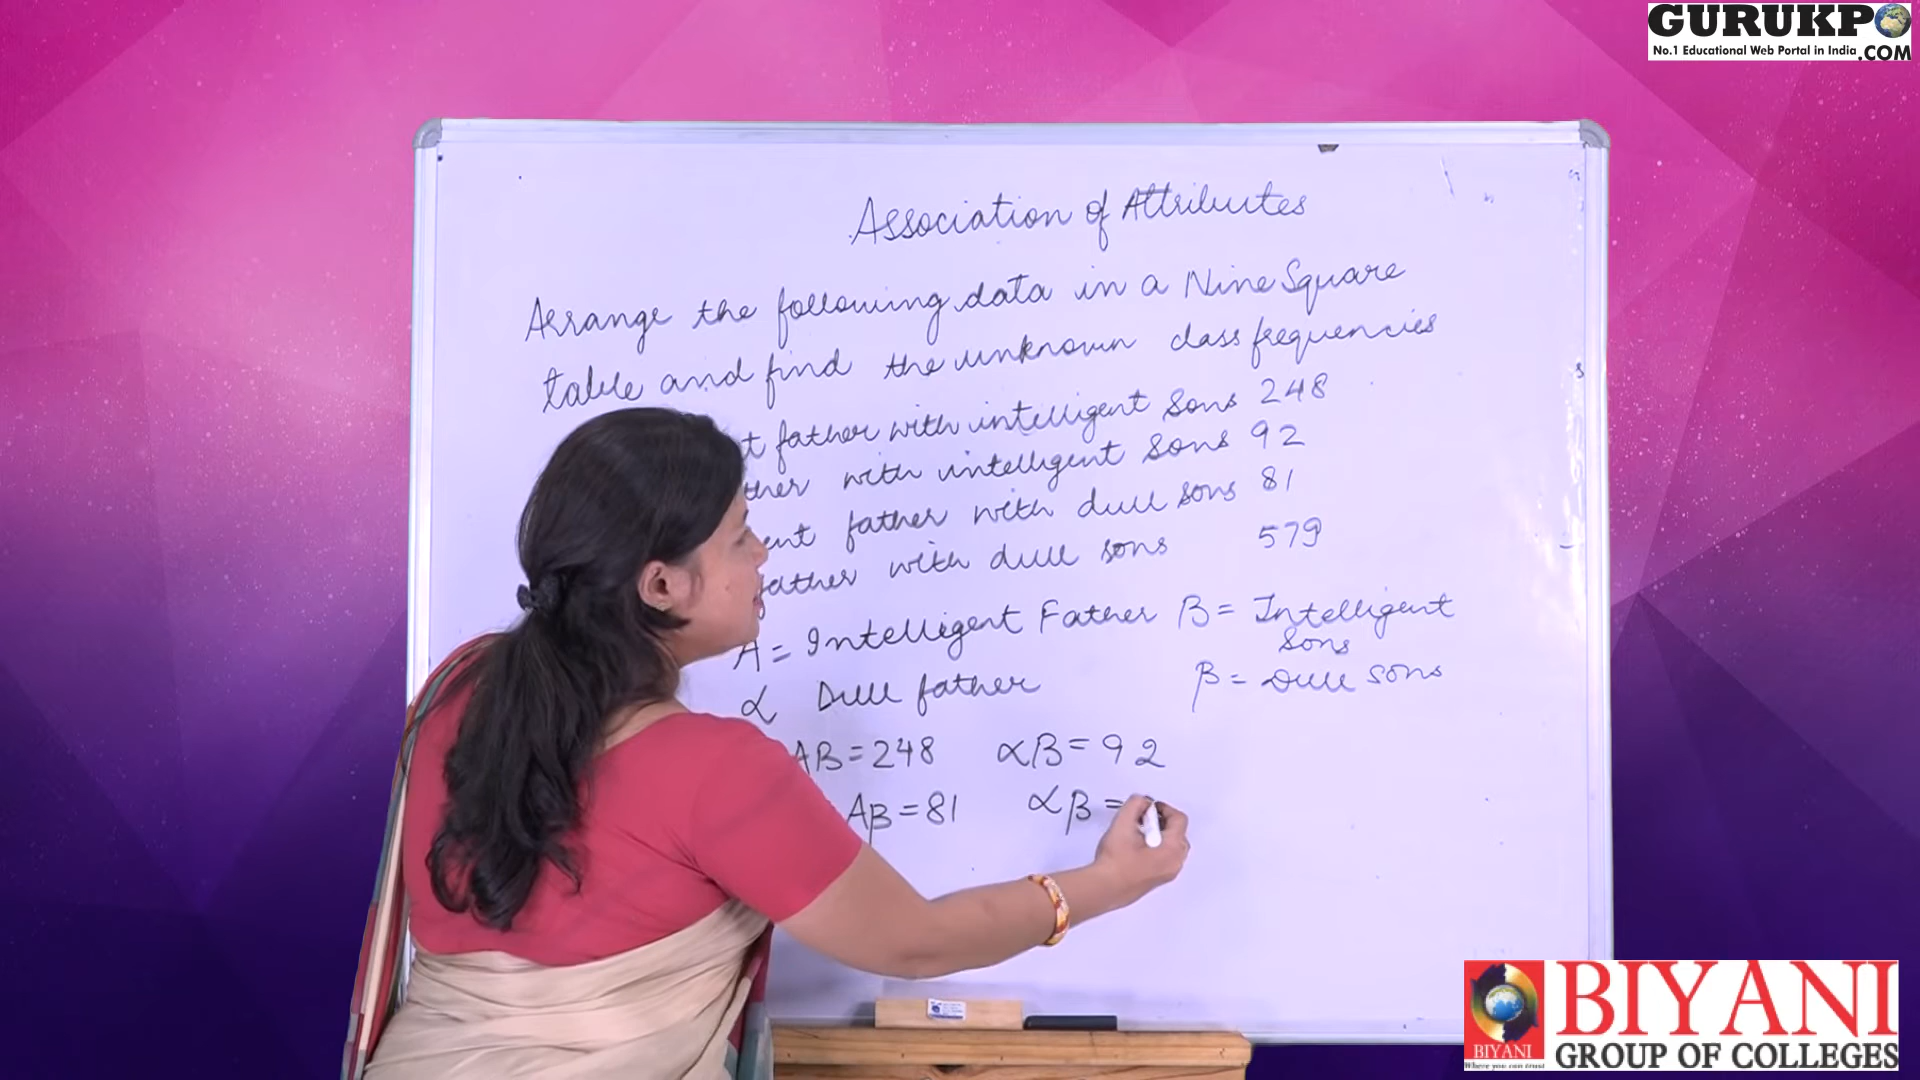 GURUKPO
No.1 Educational Web Portal in India .COM
Association of Attributes
Arrange the following data in a Nine Square
table and find the unknown class frequencies
father with intelligent sons 248
with intelligent sons 92
father with dull sons 81
father with dull sons 579
A = Intelligent Father B = Intelligent
Sons
α Dull father β = Dull sons
AB = 248 αB = 92
Aβ = 81 αβ =
BIYANI
BIYANI
GROUP OF COLLEGES